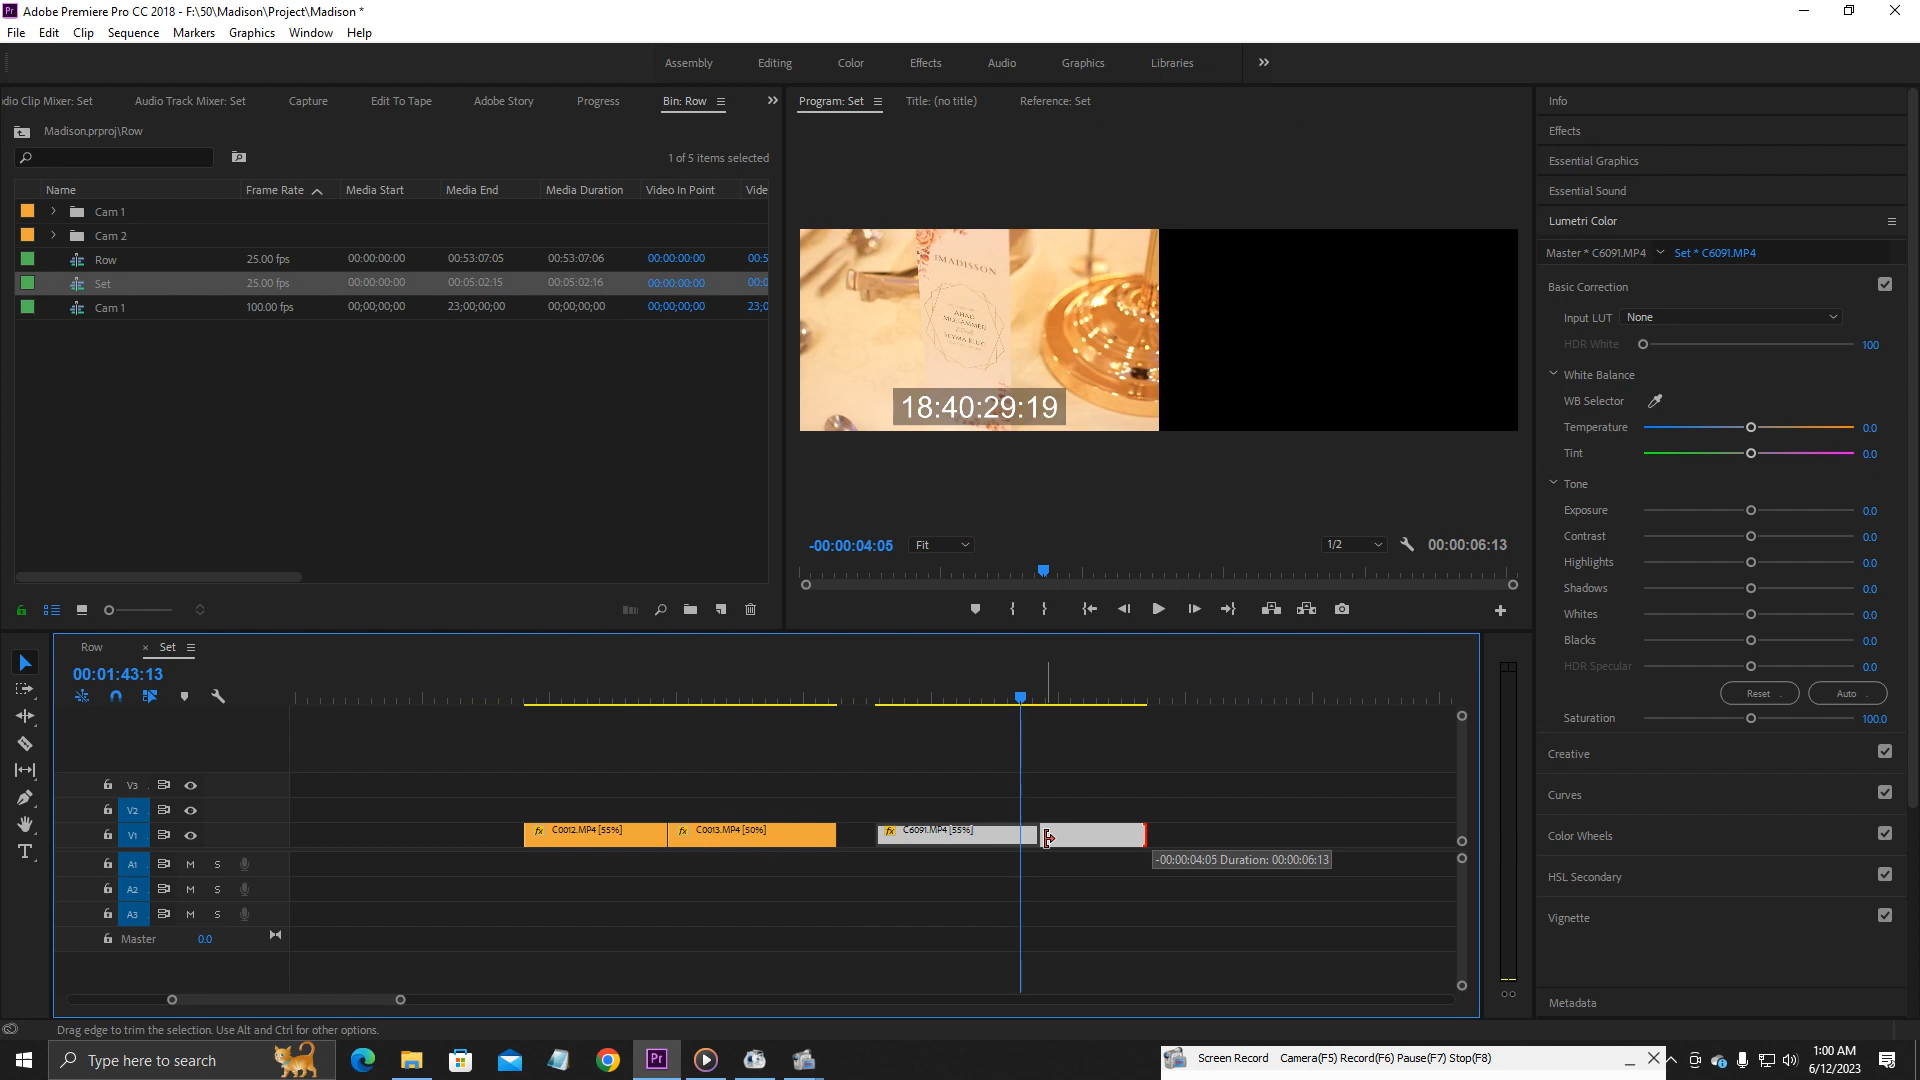 Adobe Premiere Pro CC 2018 - F:\50\Madison\Project\Madison *
File Edit Clip Sequence Markers Graphics Window Help
Assembly Editing Color Effects Audio Graphics Libraries
dio Clip Mixer: Set Audio Track Mixer: Set Capture Edit To Tape Adobe Story Progress Bin: Row
Madison.prproj\Row
1 of 5 items selected
Name Frame Rate Media Start Media End Media Duration Video In Point Vide
Cam 1
Cam 2
Row 25.00 fps 00:00:00:00 00:53:07:05 00:53:07:06 00:00:00:00 00:5
Set 25.00 fps 00:00:00:00 00:05:02:15 00:05:02:16 00:00:00:00 00:0
Cam 1 100.00 fps 00;00;00;00 23;00;00;00 00;00;00;00 00;00;00;00 23;0
Program: Set Title: (no title) Reference: Set
MADISSON
18:40:29:19
-00:00:04:05 Fit 1/2 00:00:06:13
Info
Effects
Essential Graphics
Essential Sound
Lumetri Color
Master * C6091.MP4 Set * C6091.MP4
Basic Correction
Input LUT None
HDR White 100
White Balance
WB Selector
Temperature 0.0
Tint 0.0
Tone
Exposure 0.0
Contrast 0.0
Highlights 0.0
Shadows 0.0
Whites 0.0
Blacks 0.0
HDR Specular 0.0
Reset Auto
Saturation 100.0
Creative
Curves
Color Wheels
HSL Secondary
Vignette
Metadata
Row × Set
00:01:43:13
V3
V2
V1
C0012.MP4 [55%] C0013.MP4 [50%] C6091.MP4 [55%]
-00:00:04:05 Duration: 00:00:06:13
A1 M S
A2 M S
A3 M S
Master 0.0
Drag edge to trim the selection. Use Alt and Ctrl for other options.
Type here to search
Screen Record Camera(F5) Record(F6) Pause(F7) Stop(F8)
1:00 AM
6/12/2023